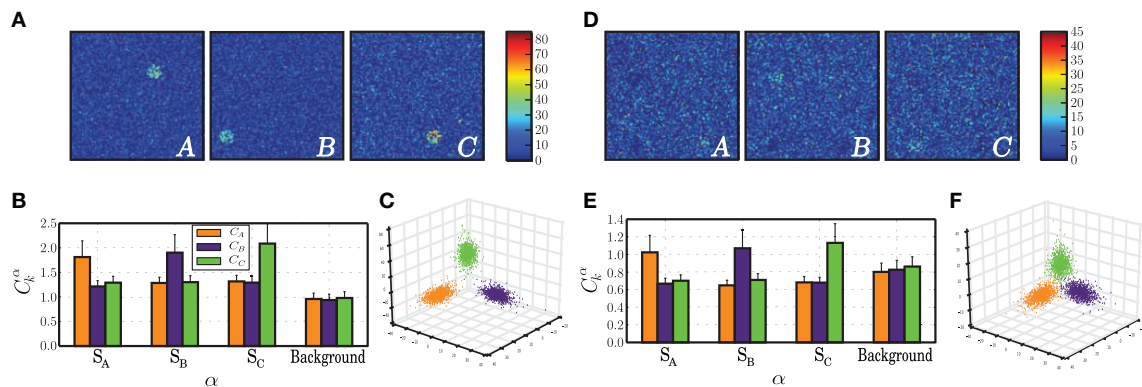 A
D
A
B
C
80
70
60
50
40
30
20
10
0
A
B
C
45
40
35
30
25
20
15
10
5
0
B
C
E
F
2.5
2.0
1.5
1.0
0.5
0.0
C_k^α
C_A
C_B
C_C
S_A
S_B
S_C
Background
α
1.4
1.2
1.0
0.8
0.6
0.4
0.2
0.0
C_k^α
S_A
S_B
S_C
Background
α